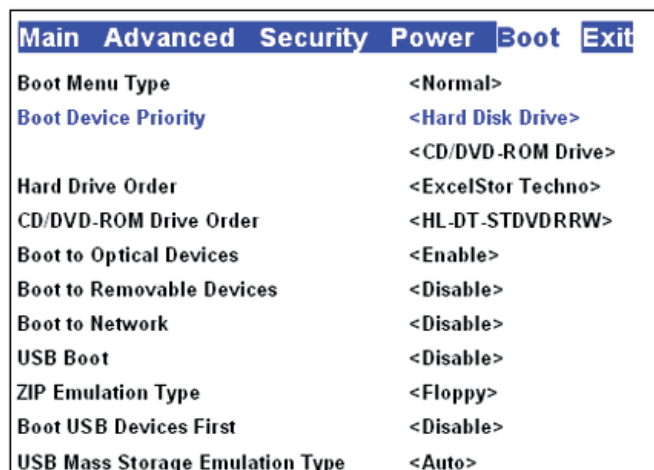 Main Advanced Security Power Boot Exit
Boot Menu Type <Normal>
Boot Device Priority <Hard Disk Drive>
<CD/DVD-ROM Drive>
Hard Drive Order <ExcelStor Techno>
CD/DVD-ROM Drive Order <HL-DT-STDVDRRW>
Boot to Optical Devices <Enable>
Boot to Removable Devices <Disable>
Boot to Network <Disable>
USB Boot <Disable>
ZIP Emulation Type <Floppy>
Boot USB Devices First <Disable>
USB Mass Storage Emulation Type <Auto>